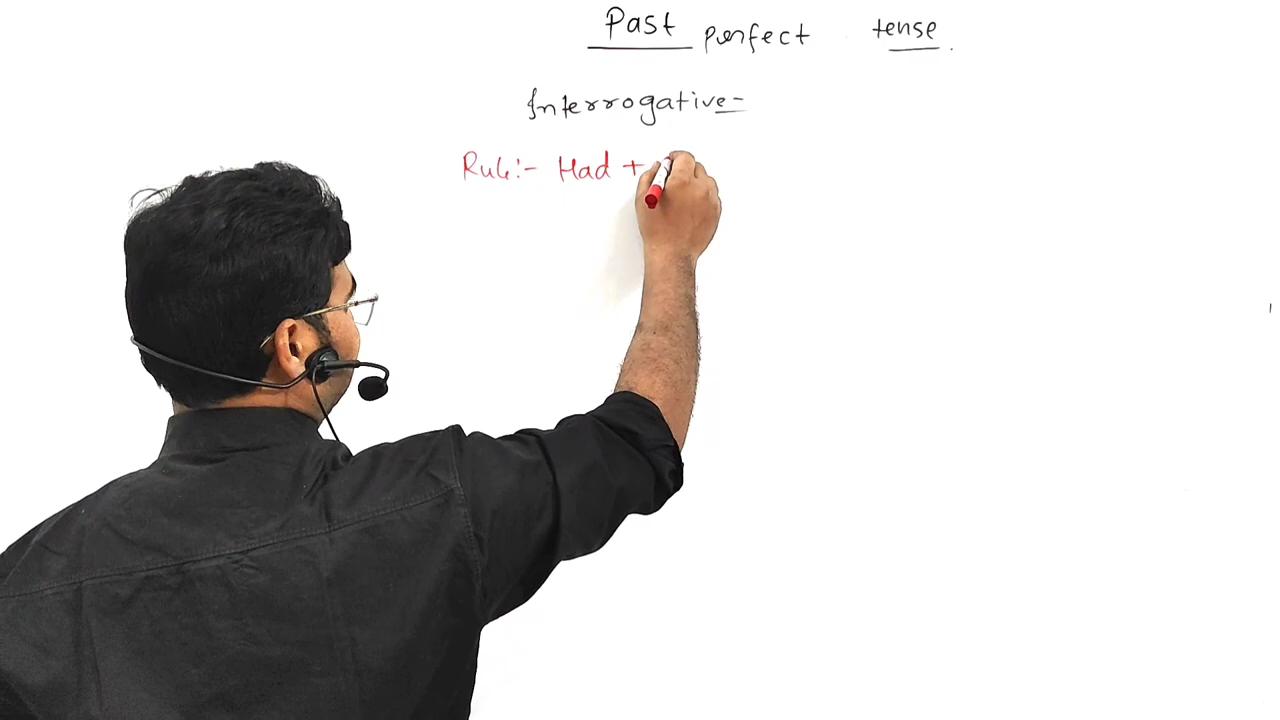 Past perfect tense.
Interrogative-
Rule:- Had +